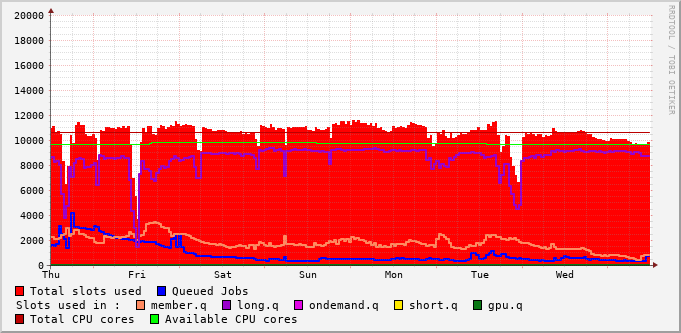 20000
18000
16000
14000
12000
10000
8000
6000
4000
2000
0
Thu Fri Sat Sun Mon Tue Wed
RRDTOOL / TOBI OETIKER
Total slots used Queued Jobs
Slots used in : member.q long.q ondemand.q short.q gpu.q
Total CPU cores Available CPU cores